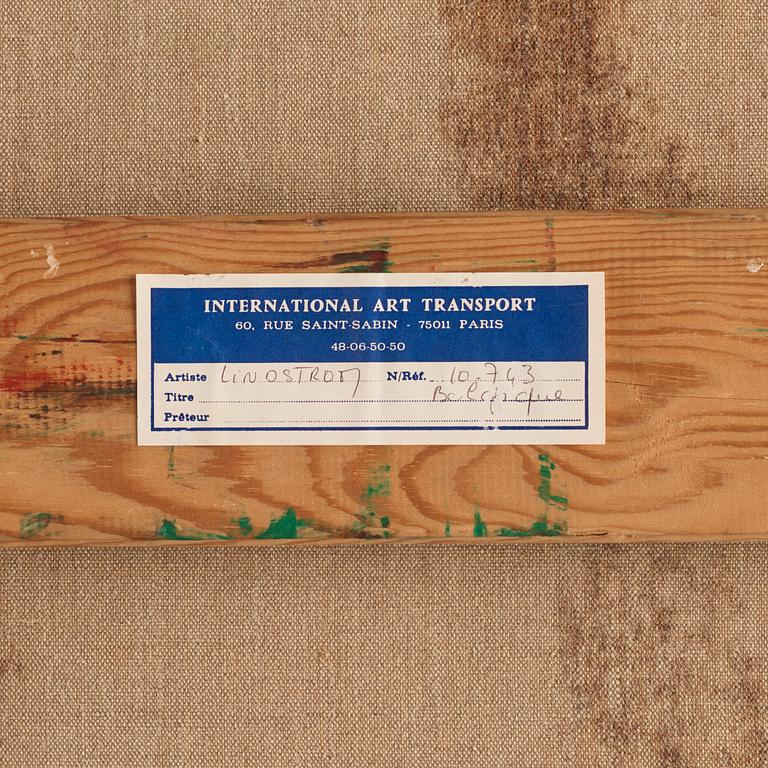 INTERNATIONAL ART TRANSPORT
60, RUE SAINT-SABIN - 75011 PARIS
48-06-50-50
Artiste LINDSTROM N/Réf. 10.743
Titre Belgique
Prêteur